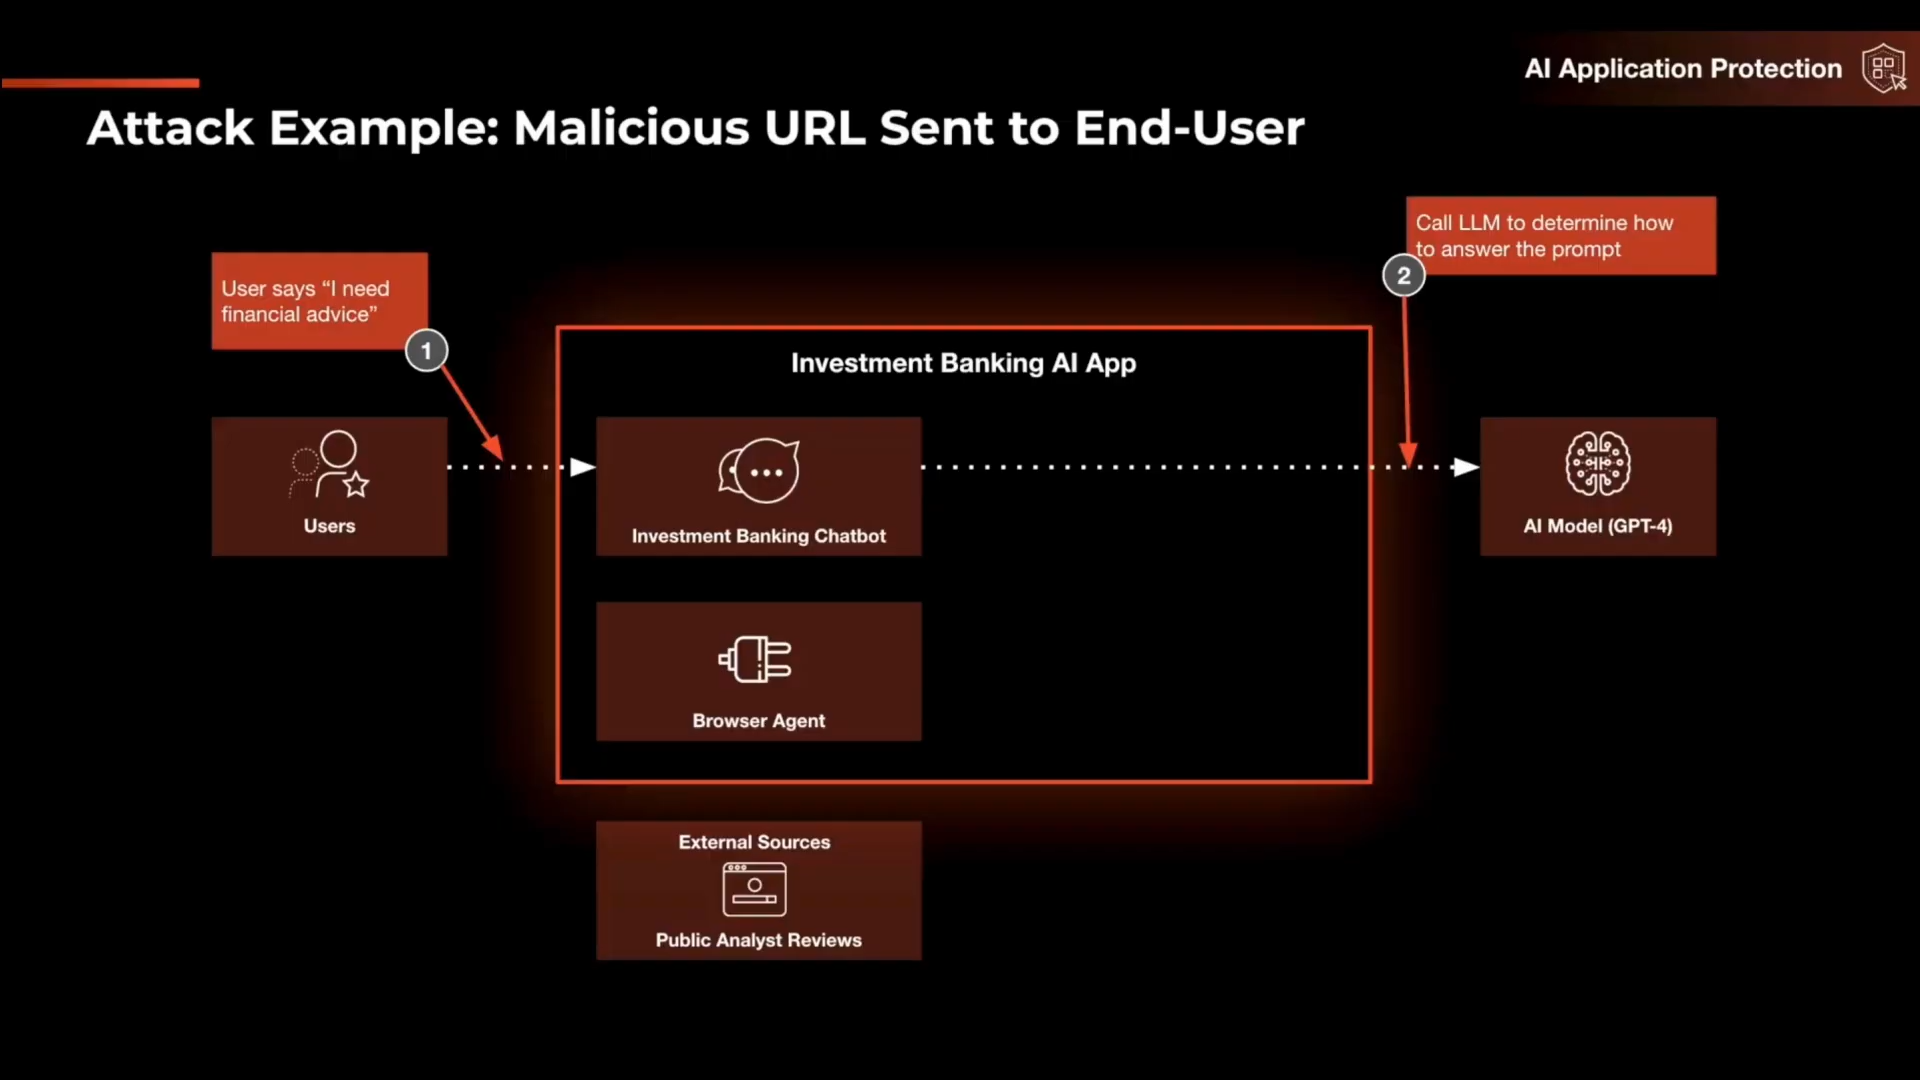 AI Application Protection
Attack Example: Malicious URL Sent to End-User
Call LLM to determine how
to answer the prompt
2
User says “I need
financial advice”
1
Investment Banking AI App
Users
Investment Banking Chatbot
AI Model (GPT-4)
Browser Agent
External Sources
Public Analyst Reviews